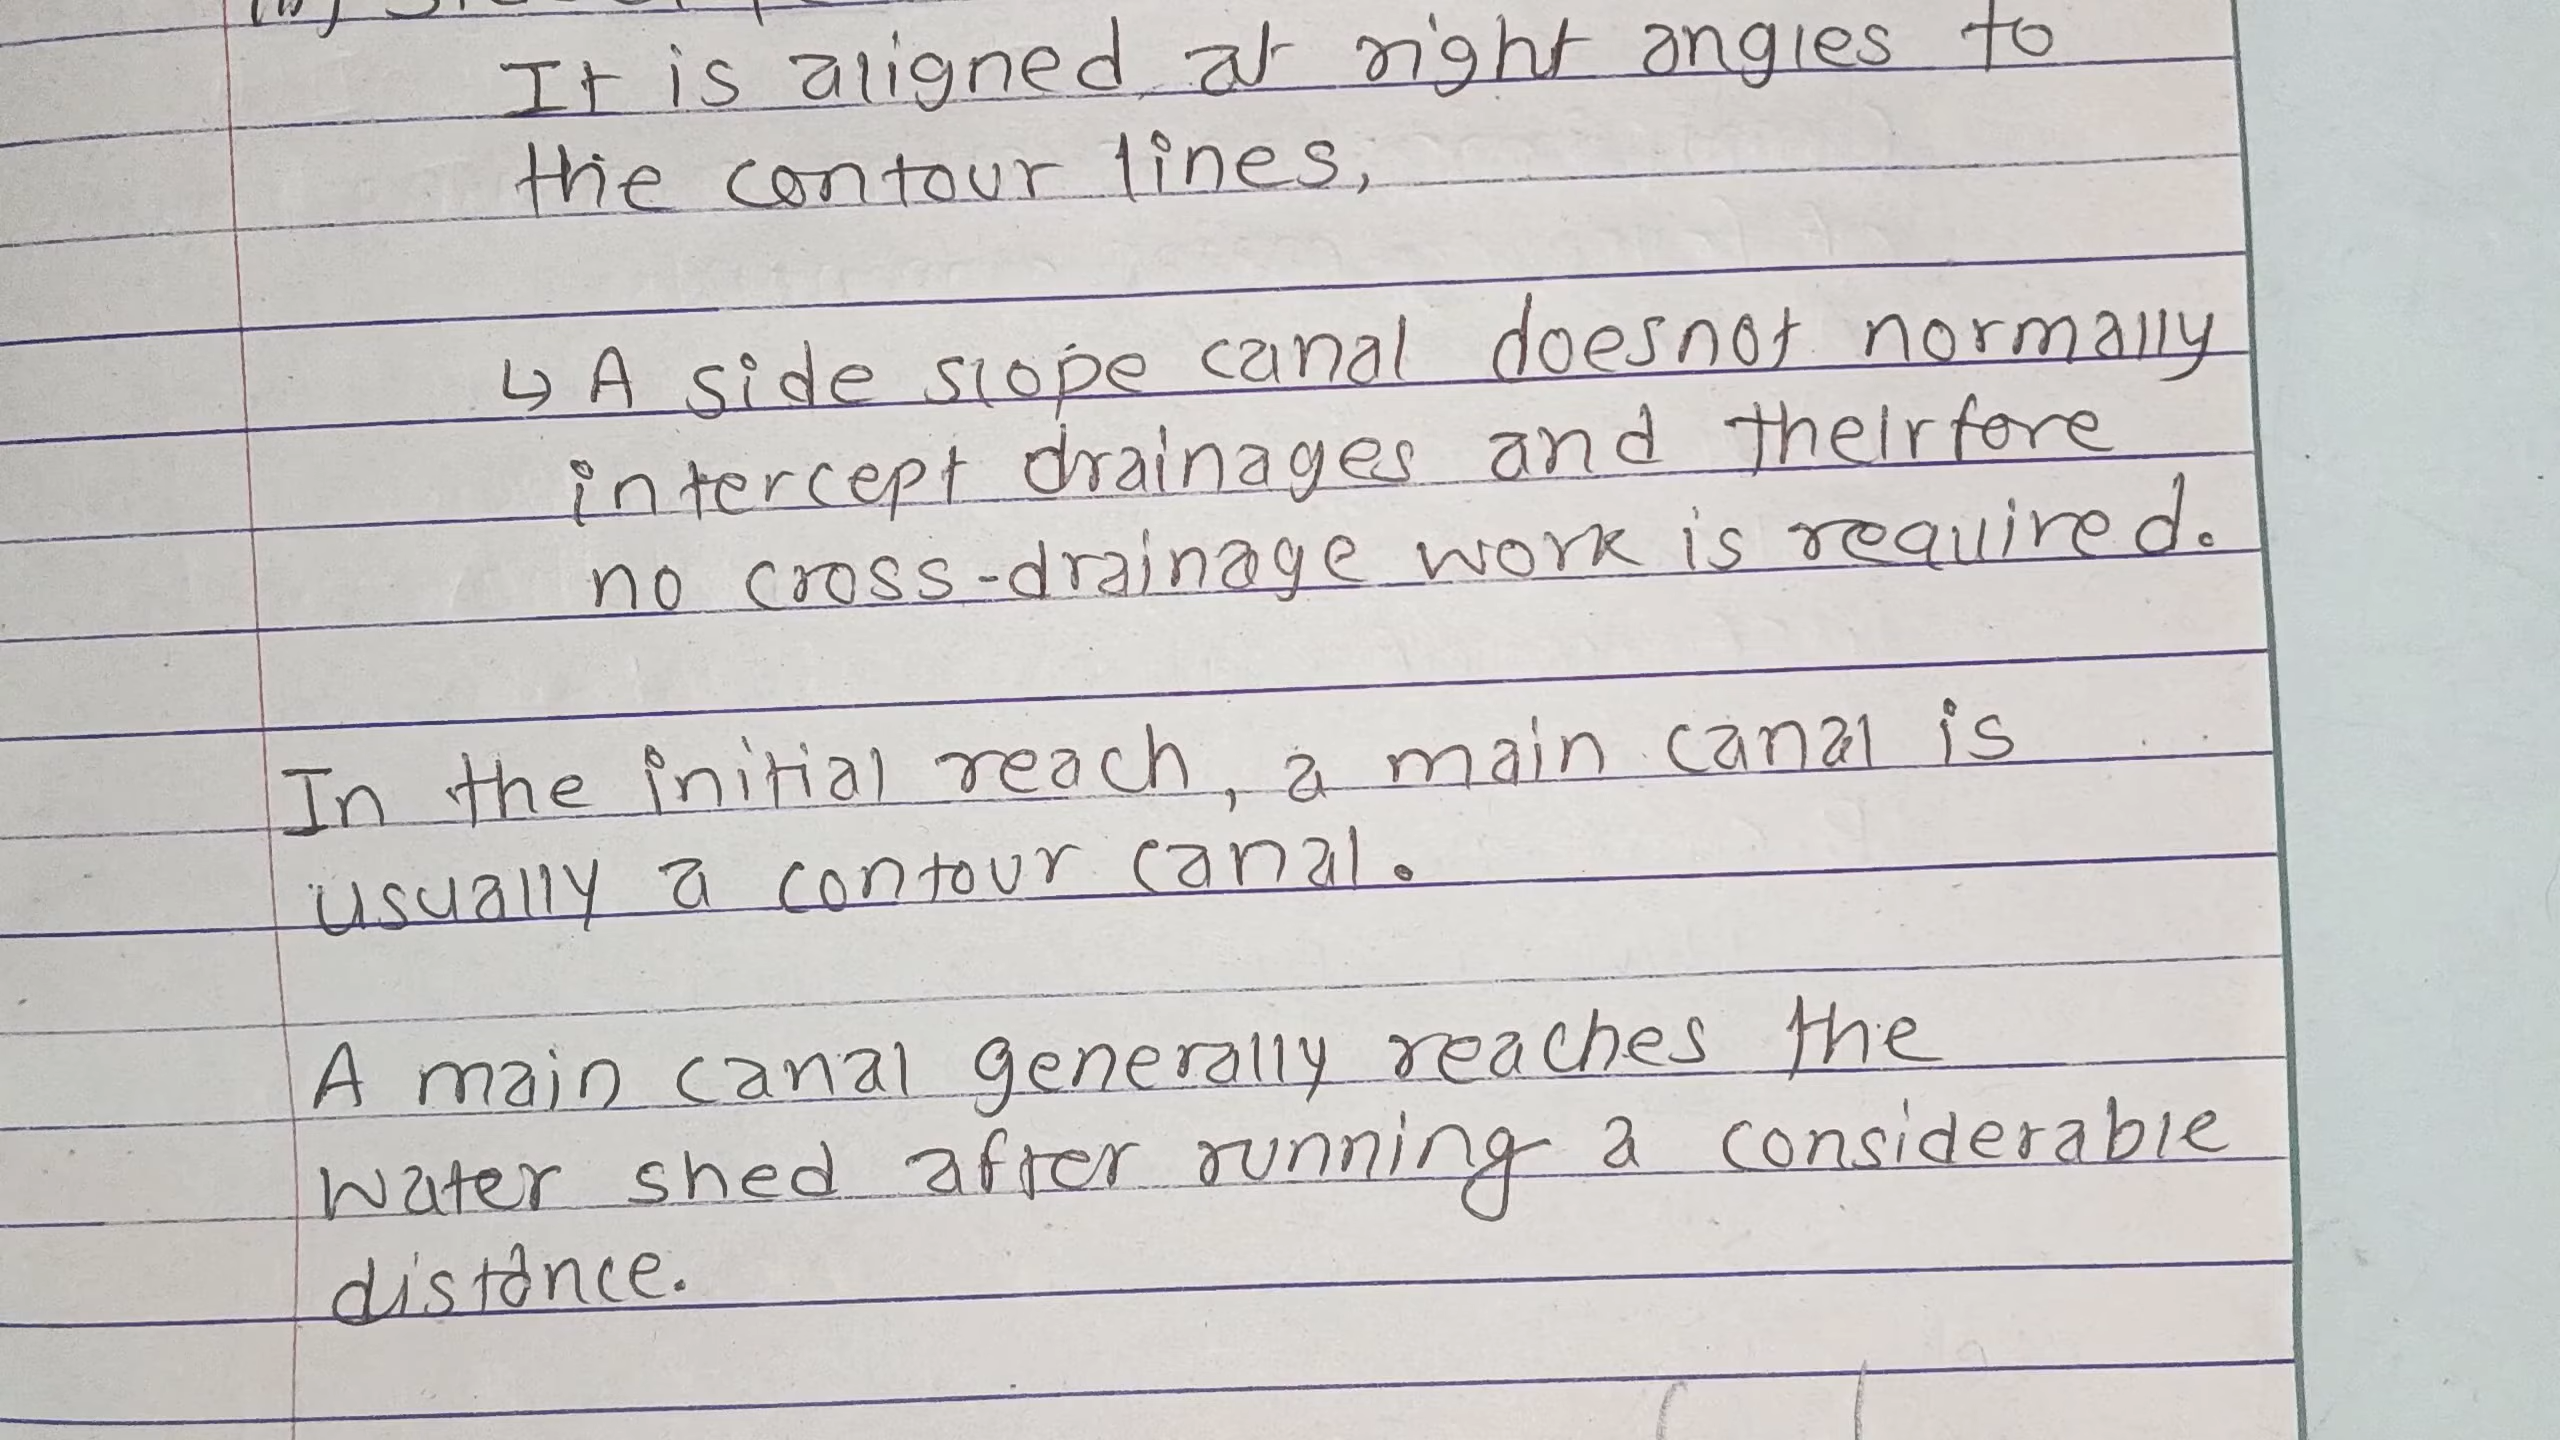 It is aligned at right angles to
the contour lines,
↳ A side slope canal doesnot normally
intercept drainages and theirfore
no cross-drainage work is required.
In the initial reach, a main canal is
usually a contour canal.
A main canal generally reaches the
water shed after running a considerable
distance.